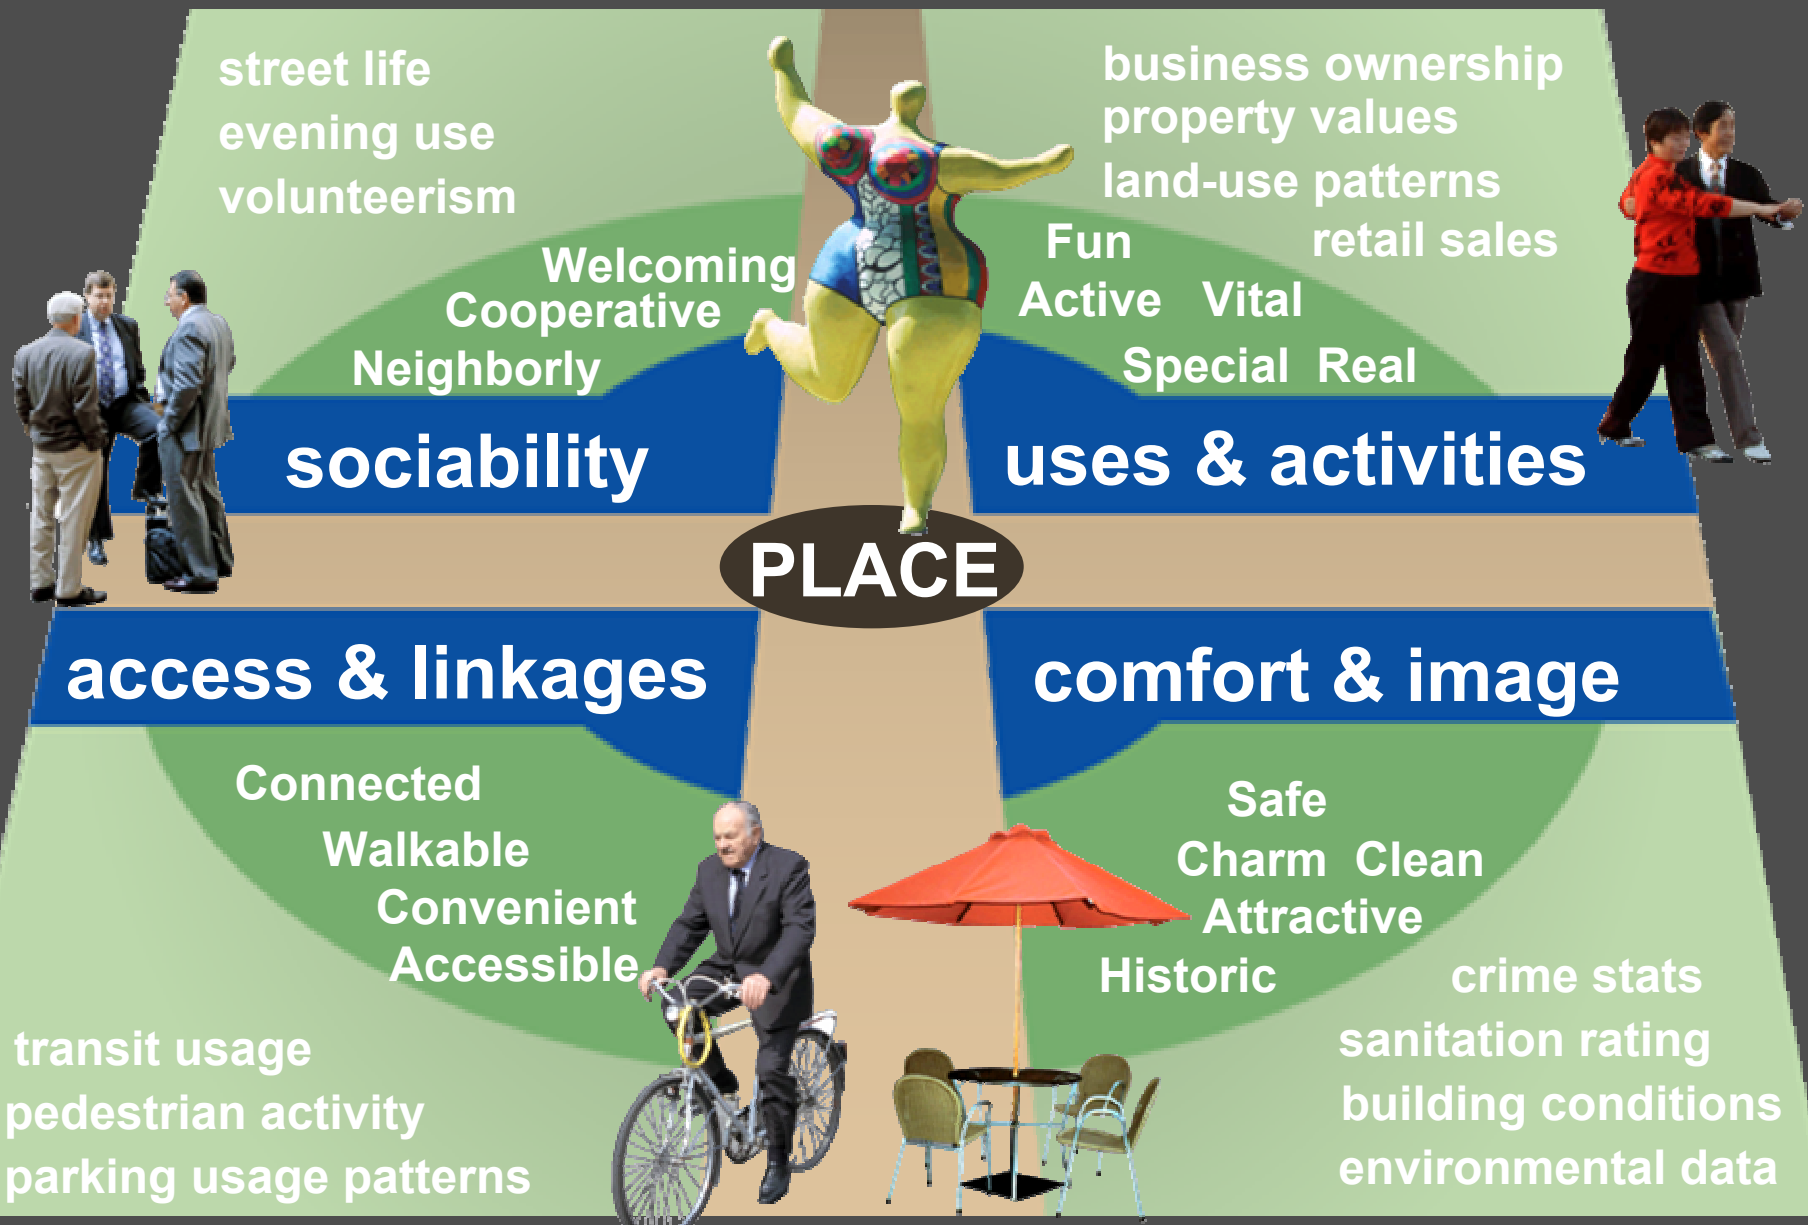 street life
evening use
volunteerism
Welcoming
Cooperative
Neighborly
sociability
business ownership
property values
land-use patterns
retail sales
Fun
Active Vital
Special Real
uses & activities
PLACE
access & linkages
Connected
Walkable
Convenient
Accessible
transit usage
pedestrian activity
parking usage patterns
comfort & image
Safe
Charm Clean
Attractive
Historic
crime stats
sanitation rating
building conditions
environmental data